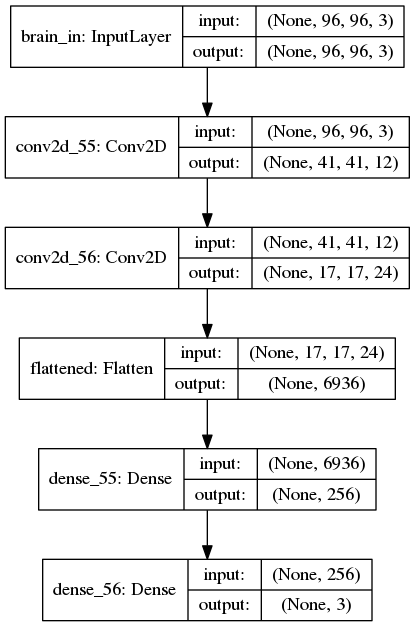 brain_in: InputLayer
input: (None, 96, 96, 3)
output: (None, 96, 96, 3)
conv2d_55: Conv2D
input: (None, 96, 96, 3)
output: (None, 41, 41, 12)
conv2d_56: Conv2D
input: (None, 41, 41, 12)
output: (None, 17, 17, 24)
flattened: Flatten
input: (None, 17, 17, 24)
output: (None, 6936)
dense_55: Dense
input: (None, 6936)
output: (None, 256)
dense_56: Dense
input: (None, 256)
output: (None, 3)